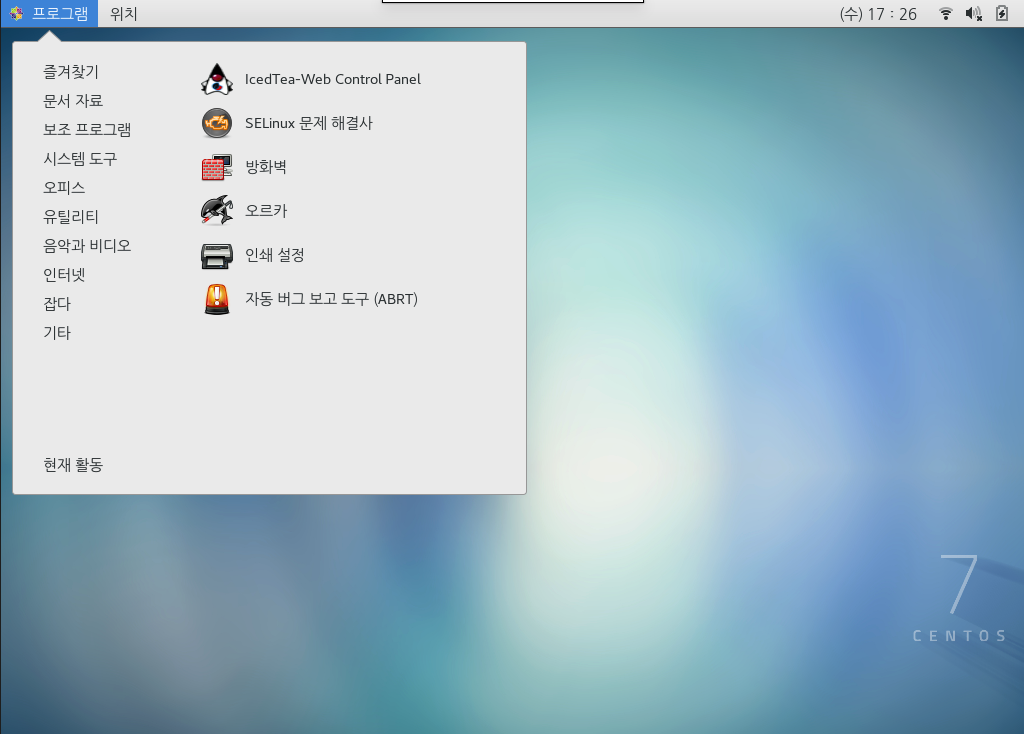 프로그램 위치 (수) 17 : 26
즐겨찾기
문서 자료
보조 프로그램
시스템 도구
오피스
유틸리티
음악과 비디오
인터넷
잡다
기타
현재 활동
IcedTea-Web Control Panel
SELinux 문제 해결사
방화벽
오르카
인쇄 설정
자동 버그 보고 도구 (ABRT)
7
CENTOS